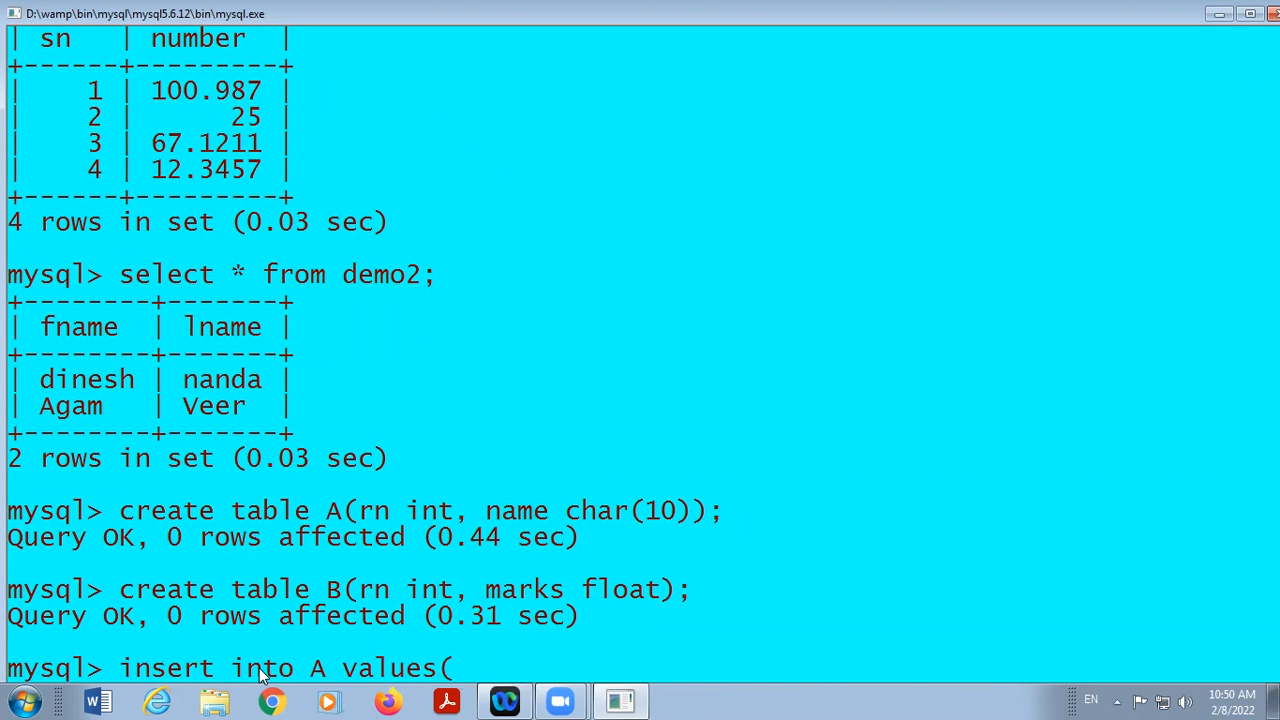 D:\wamp\bin\mysql\mysql5.6.12\bin\mysql.exe
| sn   | number  |
+------+---------+
|    1 | 100.987 |
|    2 |      25 |
|    3 | 67.1211 |
|    4 | 12.3457 |
+------+---------+
4 rows in set (0.03 sec)
mysql> select * from demo2;
+--------+-------+
| fname  | lname |
+--------+-------+
| dinesh | nanda |
| Agam   | Veer  |
+--------+-------+
2 rows in set (0.03 sec)
mysql> create table A(rn int, name char(10));
Query OK, 0 rows affected (0.44 sec)
mysql> create table B(rn int, marks float);
Query OK, 0 rows affected (0.31 sec)
mysql> insert into A values(
EN
10:50 AM
2/8/2022